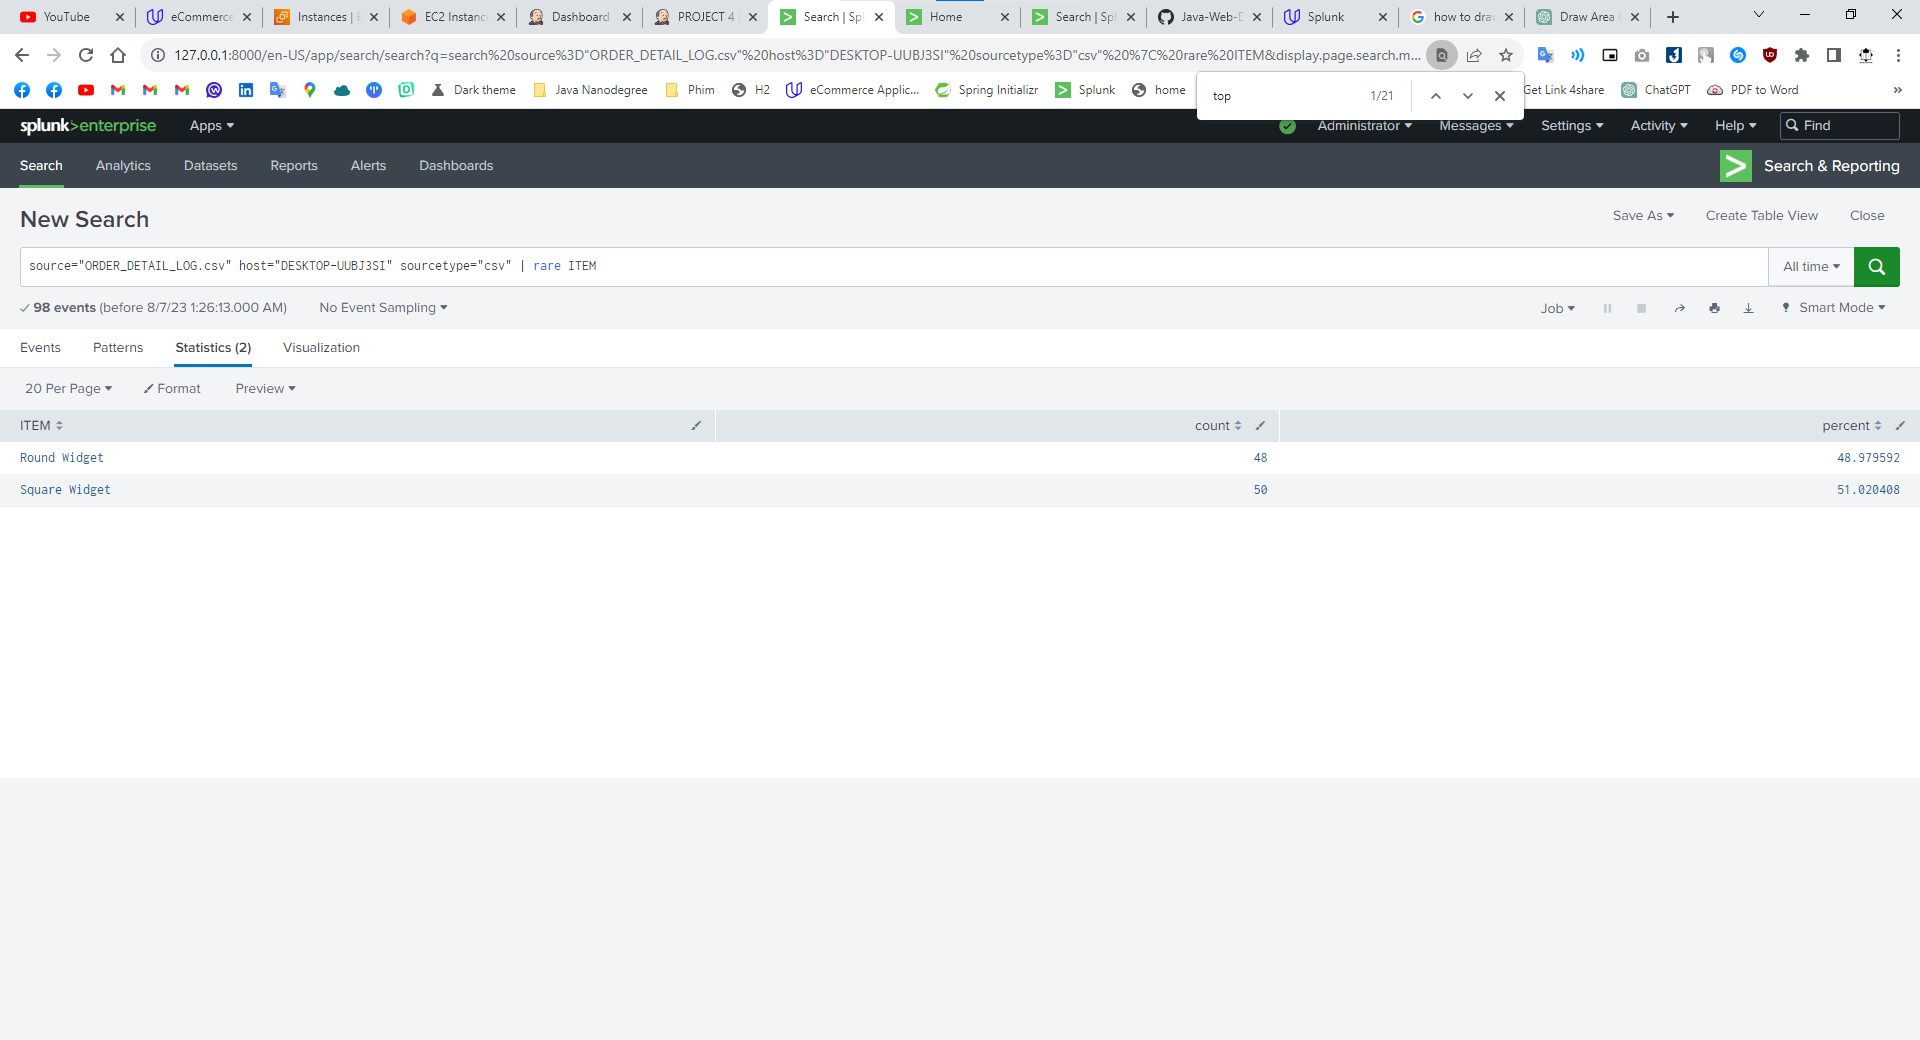 YouTube
eCommerce
Instances |
EC2 Instanc
Dashboard
PROJECT 4
Search | Spl
Home
Search | Spl
Java-Web-D
Splunk
how to draw
Draw Area
127.0.0.1:8000/en-US/app/search/search?q=search%20source%3D"ORDER_DETAIL_LOG.csv"%20host%3D"DESKTOP-UUBJ3SI"%20sourcetype%3D"csv"%20%7C%20rare%20ITEM&display.page.search.m...
Dark theme
Java Nanodegree
Phim
H2
eCommerce Applic...
Spring Initializr
Splunk
home
top
1/21
Get Link 4share
ChatGPT
PDF to Word
»
splunk>enterprise
Apps
Administrator
Messages
Settings
Activity
Help
Find
Search
Analytics
Datasets
Reports
Alerts
Dashboards
Search & Reporting
New Search
Save As
Create Table View
Close
source="ORDER_DETAIL_LOG.csv" host="DESKTOP-UUBJ3SI" sourcetype="csv" | rare ITEM
All time
98 events (before 8/7/23 1:26:13.000 AM)
No Event Sampling
Job
Smart Mode
Events
Patterns
Statistics (2)
Visualization
20 Per Page
Format
Preview
ITEM
count
percent
Round Widget
48
48.979592
Square Widget
50
51.020408